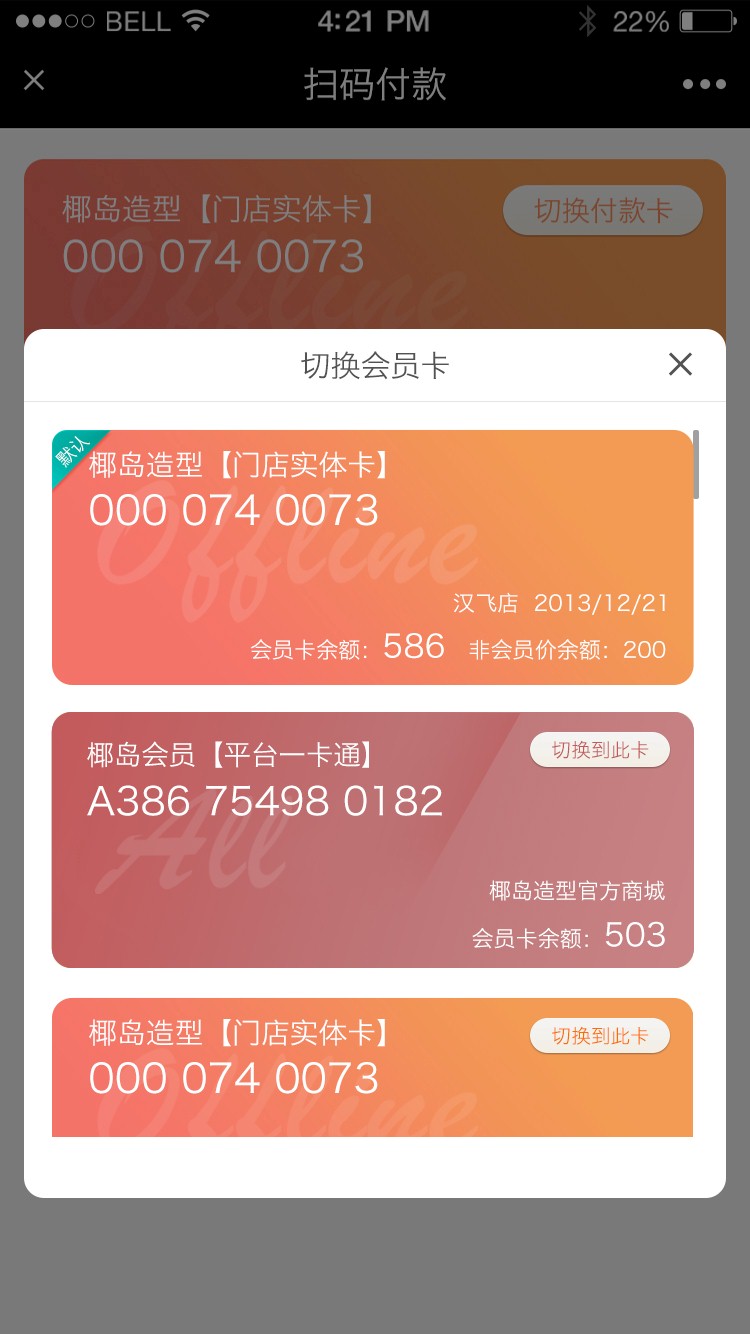 BELL 4:21 PM 22%
扫码付款
椰岛造型【门店实体卡】 切换付款卡
000 074 0073
Offline
切换会员卡
默认
椰岛造型【门店实体卡】
000 074 0073
Offline
汉飞店 2013/12/21
会员卡余额：586 非会员价余额：200
椰岛会员【平台一卡通】 切换到此卡
A386 75498 0182
All
椰岛造型官方商城
会员卡余额：503
椰岛造型【门店实体卡】 切换到此卡
000 074 0073
Offline